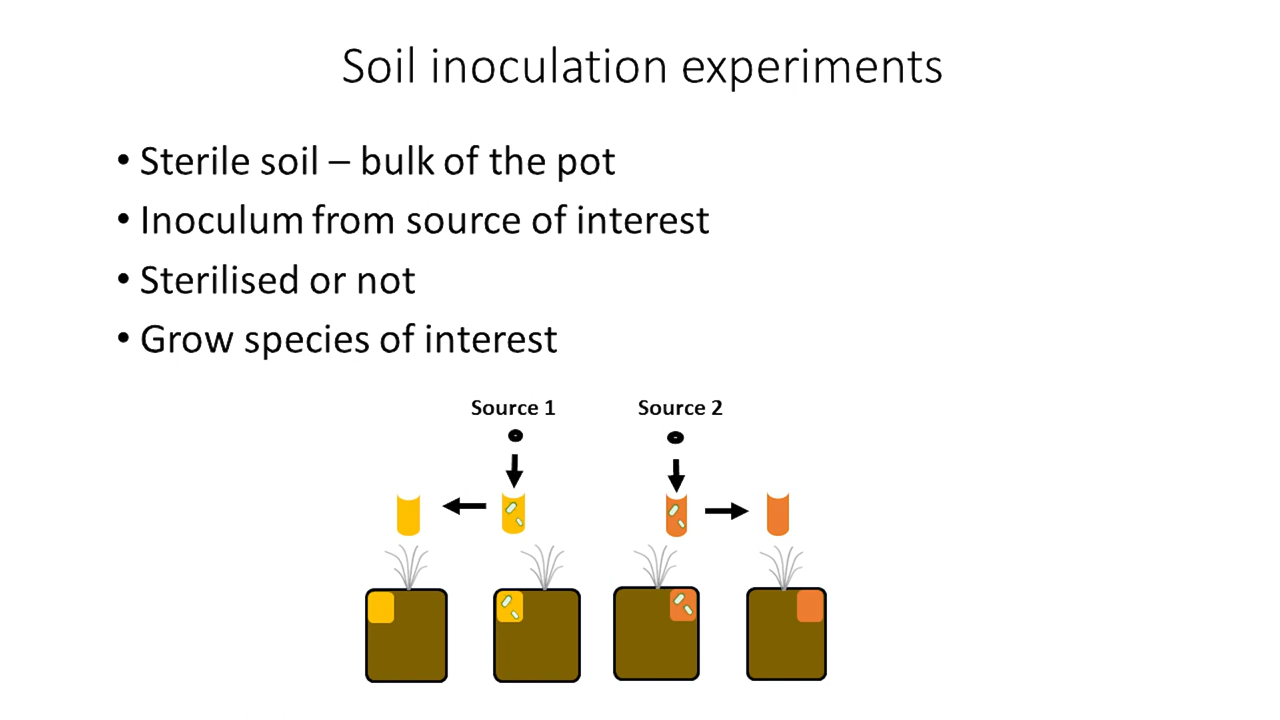 Soil inoculation experiments
• Sterile soil – bulk of the pot
• Inoculum from source of interest
• Sterilised or not
• Grow species of interest
Source 1 Source 2